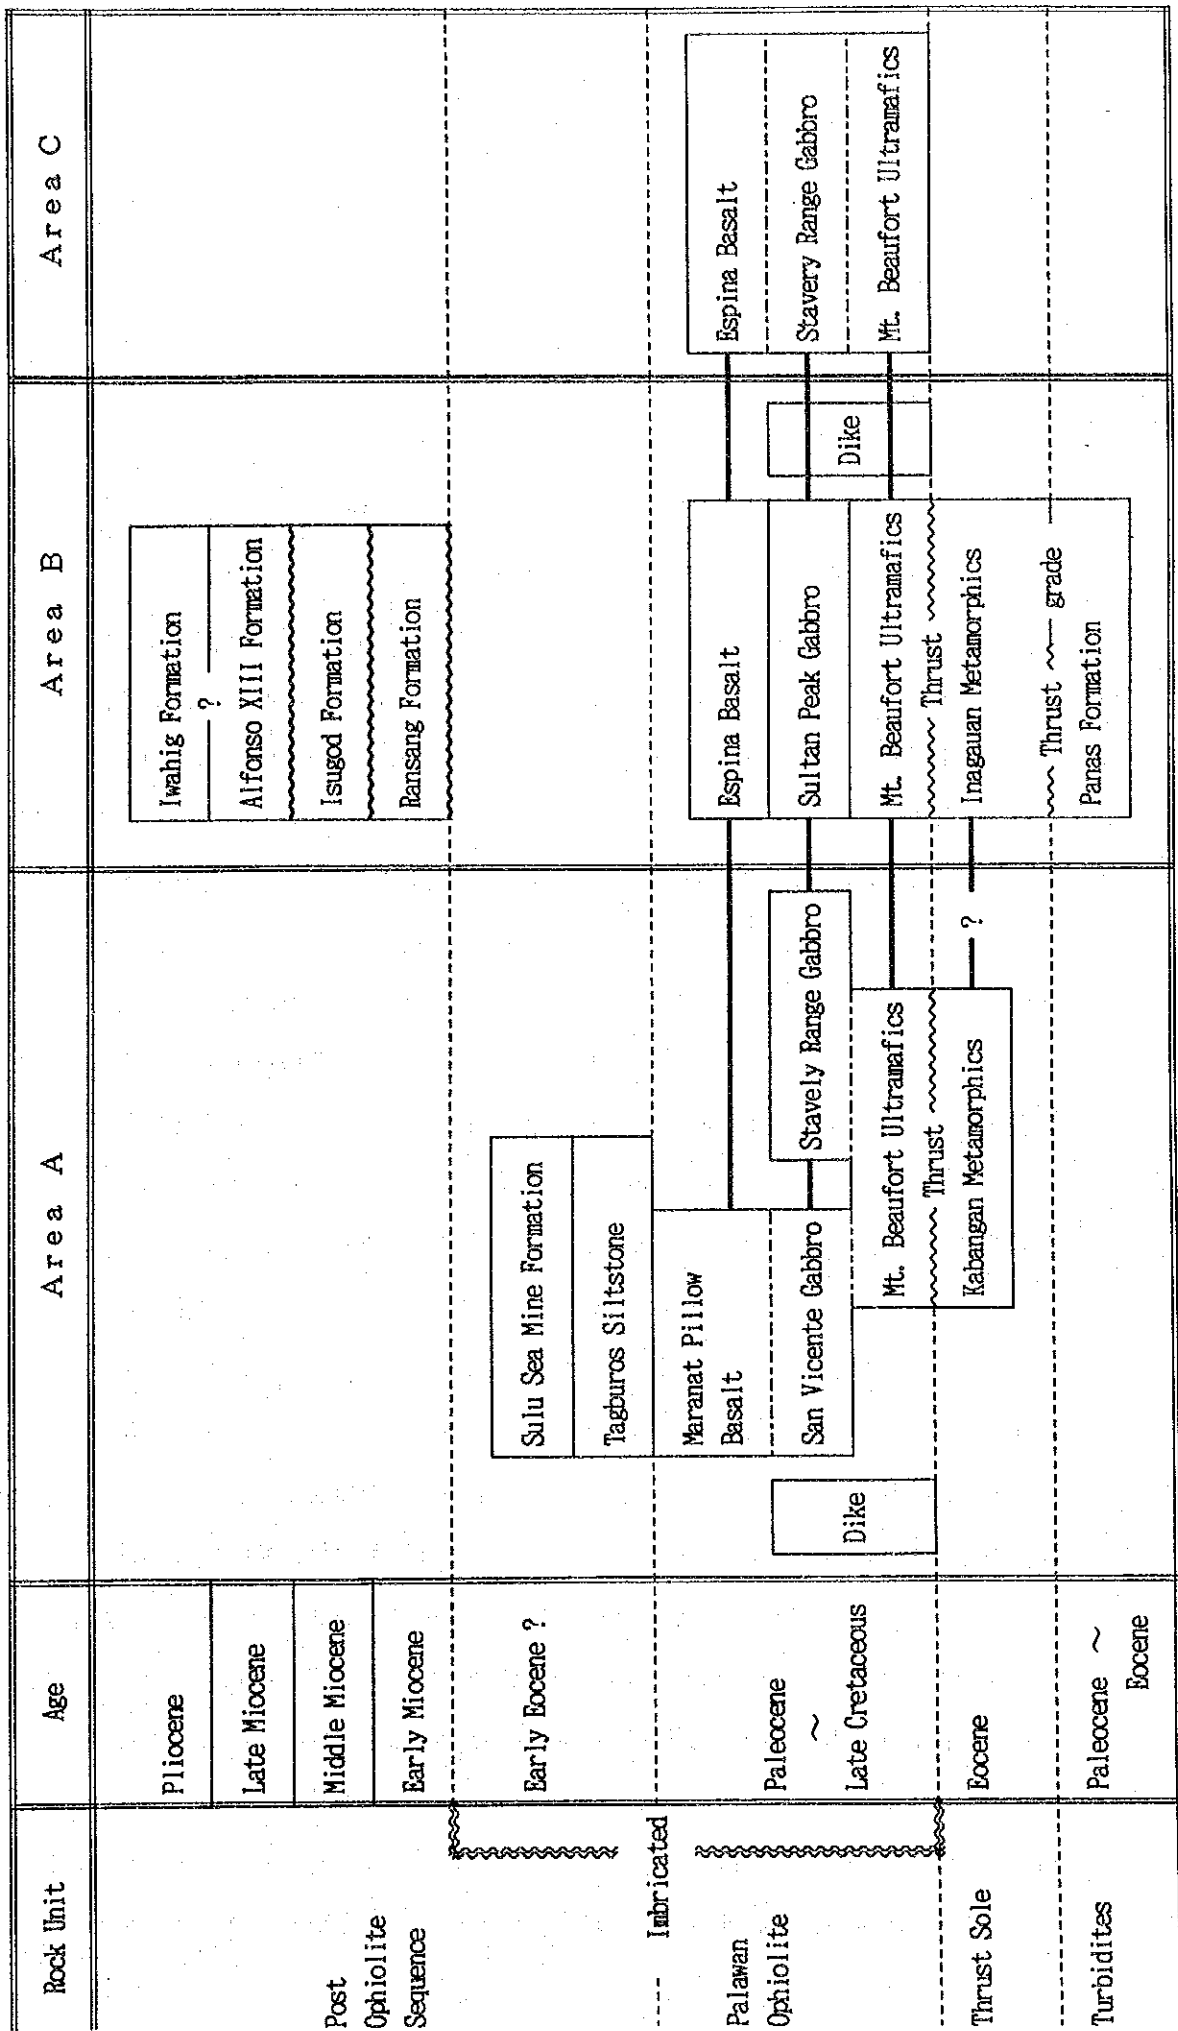 Rock Unit
Age
Area A
Area B
Area C
Post
Ophiolite
Sequence
Pliocene
Late Miocene
Middle Miocene
Early Miocene
Iwahig Formation
?
Alfonso XIII Formation
Isugod Formation
Ransang Formation
Early Eocene ?
Sulu Sea Mine Formation
Tagburos Siltstone
Imbricated
Palawan
Ophiolite
Paleocene
~
Late Cretaceous
Dike
Maranat Pillow
Basalt
San Vicente Gabbro
Stavely Range Gabbro
Mt. Beaufort Ultramafics
Thrust
Kabangan Metamorphics
?
Espina Basalt
Sultan Peak Gabbro
Mt. Beaufort Ultramafics
Thrust
Inagauan Metamorphics
Thrust
grade
Panas Formation
Dike
Espina Basalt
Stavery Range Gabbro
Mt. Beaufort Ultramafics
Thrust Sole
Eocene
Turbidites
Paleocene ~
Eocene